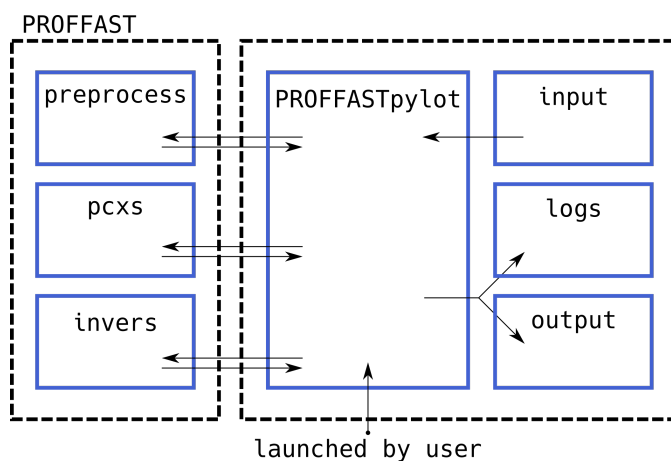 PROFFAST
preprocess
PROFFASTpylot
input
pcxs
logs
invers
output
launched by user